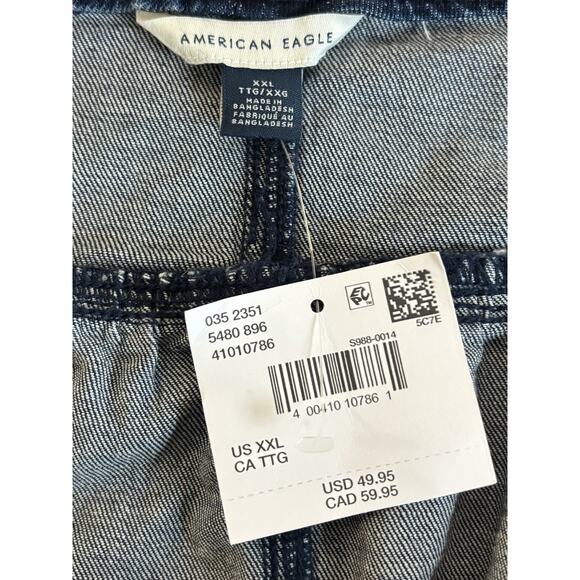 AMERICAN EAGLE
XXL
TTG/XXG
MADE IN
BANGLADESH
FABRIQUÉ AU
BANGLADESH
035 2351
5480 896
41010786
EPC
5C7E
S988-0014
4 00410 10786 1
US XXL
CA TTG
USD 49.95
CAD 59.95